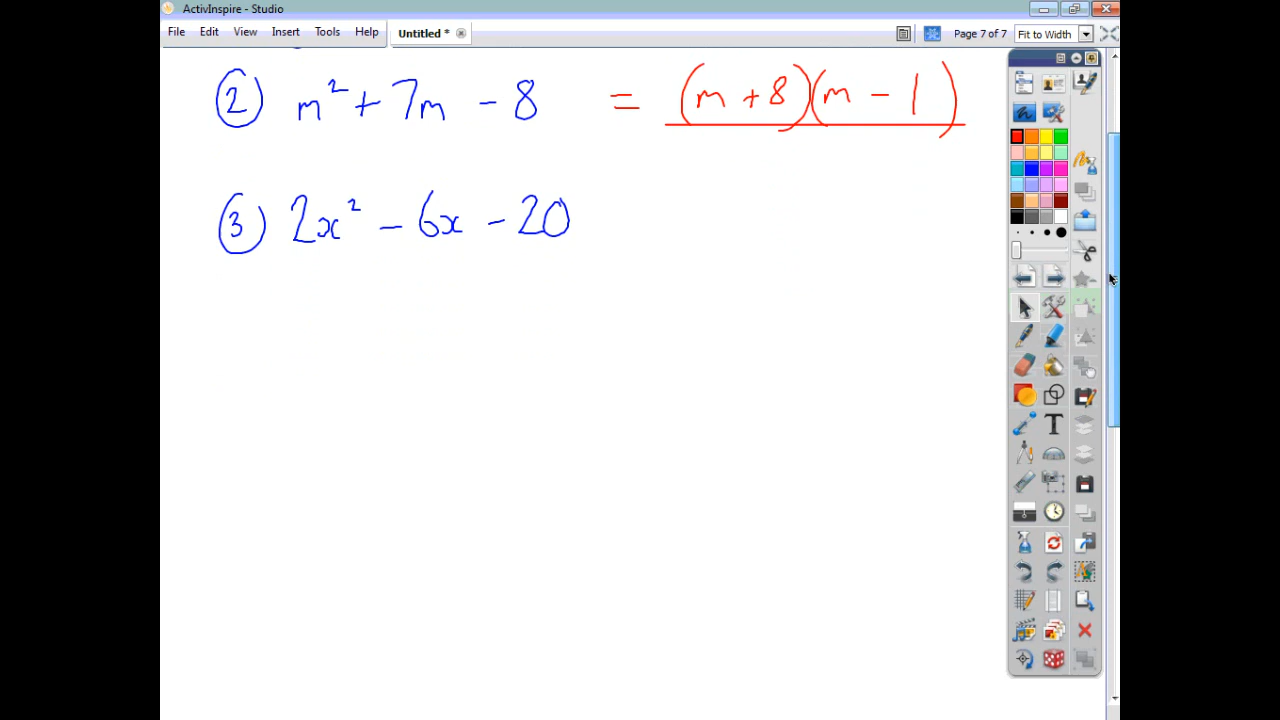 ActivInspire - Studio
File Edit View Insert Tools Help Untitled * Page 7 of 7 Fit to Width
② m² + 7m - 8 = (m + 8)(m - 1)
③ 2x² - 6x - 20